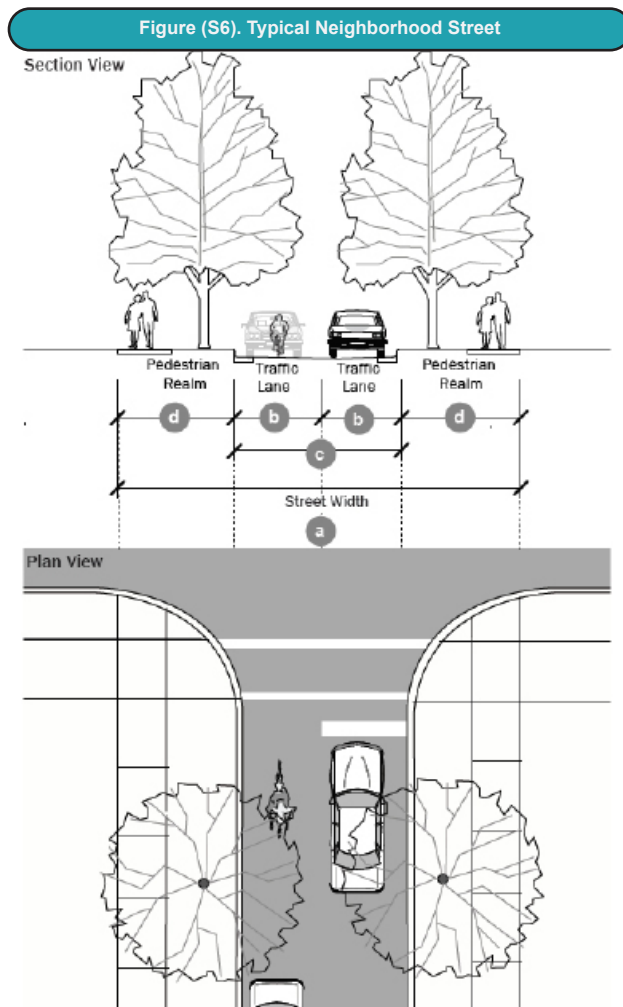 Figure (S6). Typical Neighborhood Street
Section View
Pedestrian Realm
Traffic Lane
Traffic Lane
Pedestrian Realm
d
b
b
d
c
Street Width
a
Plan View